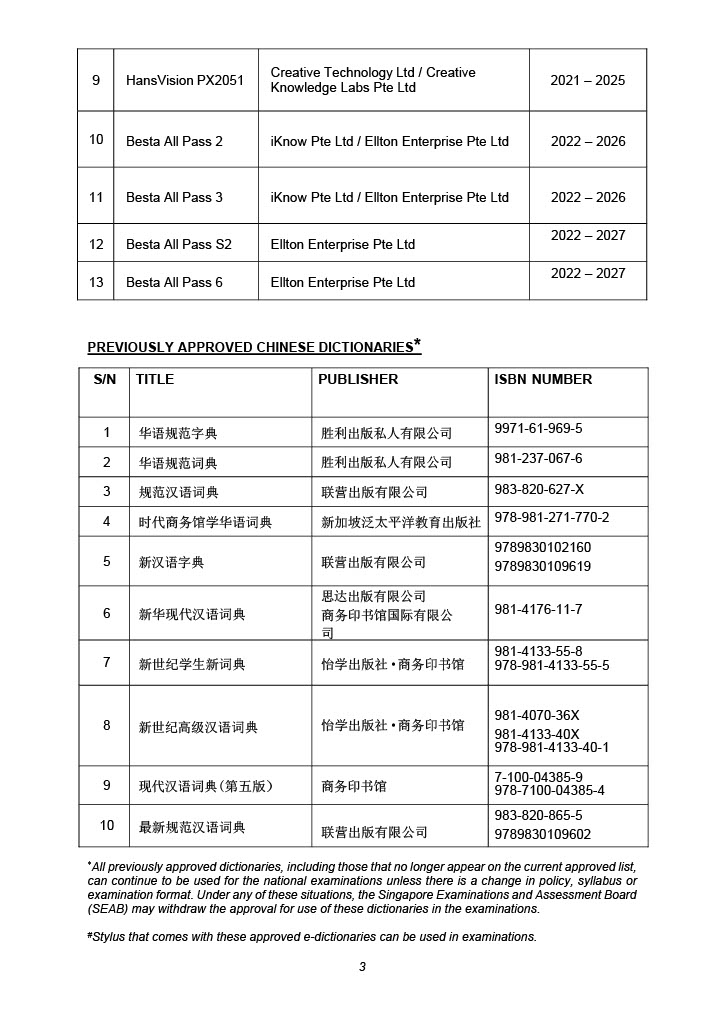 9 HansVision PX2051 Creative Technology Ltd / Creative Knowledge Labs Pte Ltd 2021 – 2025
10 Besta All Pass 2 iKnow Pte Ltd / Ellton Enterprise Pte Ltd 2022 – 2026
11 Besta All Pass 3 iKnow Pte Ltd / Ellton Enterprise Pte Ltd 2022 – 2026
12 Besta All Pass S2 Ellton Enterprise Pte Ltd 2022 – 2027
13 Besta All Pass 6 Ellton Enterprise Pte Ltd 2022 – 2027
PREVIOUSLY APPROVED CHINESE DICTIONARIES*
S/N TITLE PUBLISHER ISBN NUMBER
1 华语规范字典 胜利出版私人有限公司 9971-61-969-5
2 华语规范词典 胜利出版私人有限公司 981-237-067-6
3 规范汉语词典 联营出版有限公司 983-820-627-X
4 时代商务馆学华语词典 新加坡泛太平洋教育出版社 978-981-271-770-2
5 新汉语字典 联营出版有限公司 9789830102160
9789830109619
6 新华现代汉语词典 思达出版有限公司
商务印书馆国际有限公
司 981-4176-11-7
7 新世纪学生新词典 怡学出版社•商务印书馆 981-4133-55-8
978-981-4133-55-5
8 新世纪高级汉语词典 怡学出版社•商务印书馆 981-4070-36X
981-4133-40X
978-981-4133-40-1
9 现代汉语词典(第五版) 商务印书馆 7-100-04385-9
978-7100-04385-4
10 最新规范汉语词典 联营出版有限公司 983-820-865-5
9789830109602
*All previously approved dictionaries, including those that no longer appear on the current approved list,
can continue to be used for the national examinations unless there is a change in policy, syllabus or
examination format. Under any of these situations, the Singapore Examinations and Assessment Board
(SEAB) may withdraw the approval for use of these dictionaries in the examinations.
#Stylus that comes with these approved e-dictionaries can be used in examinations.
3